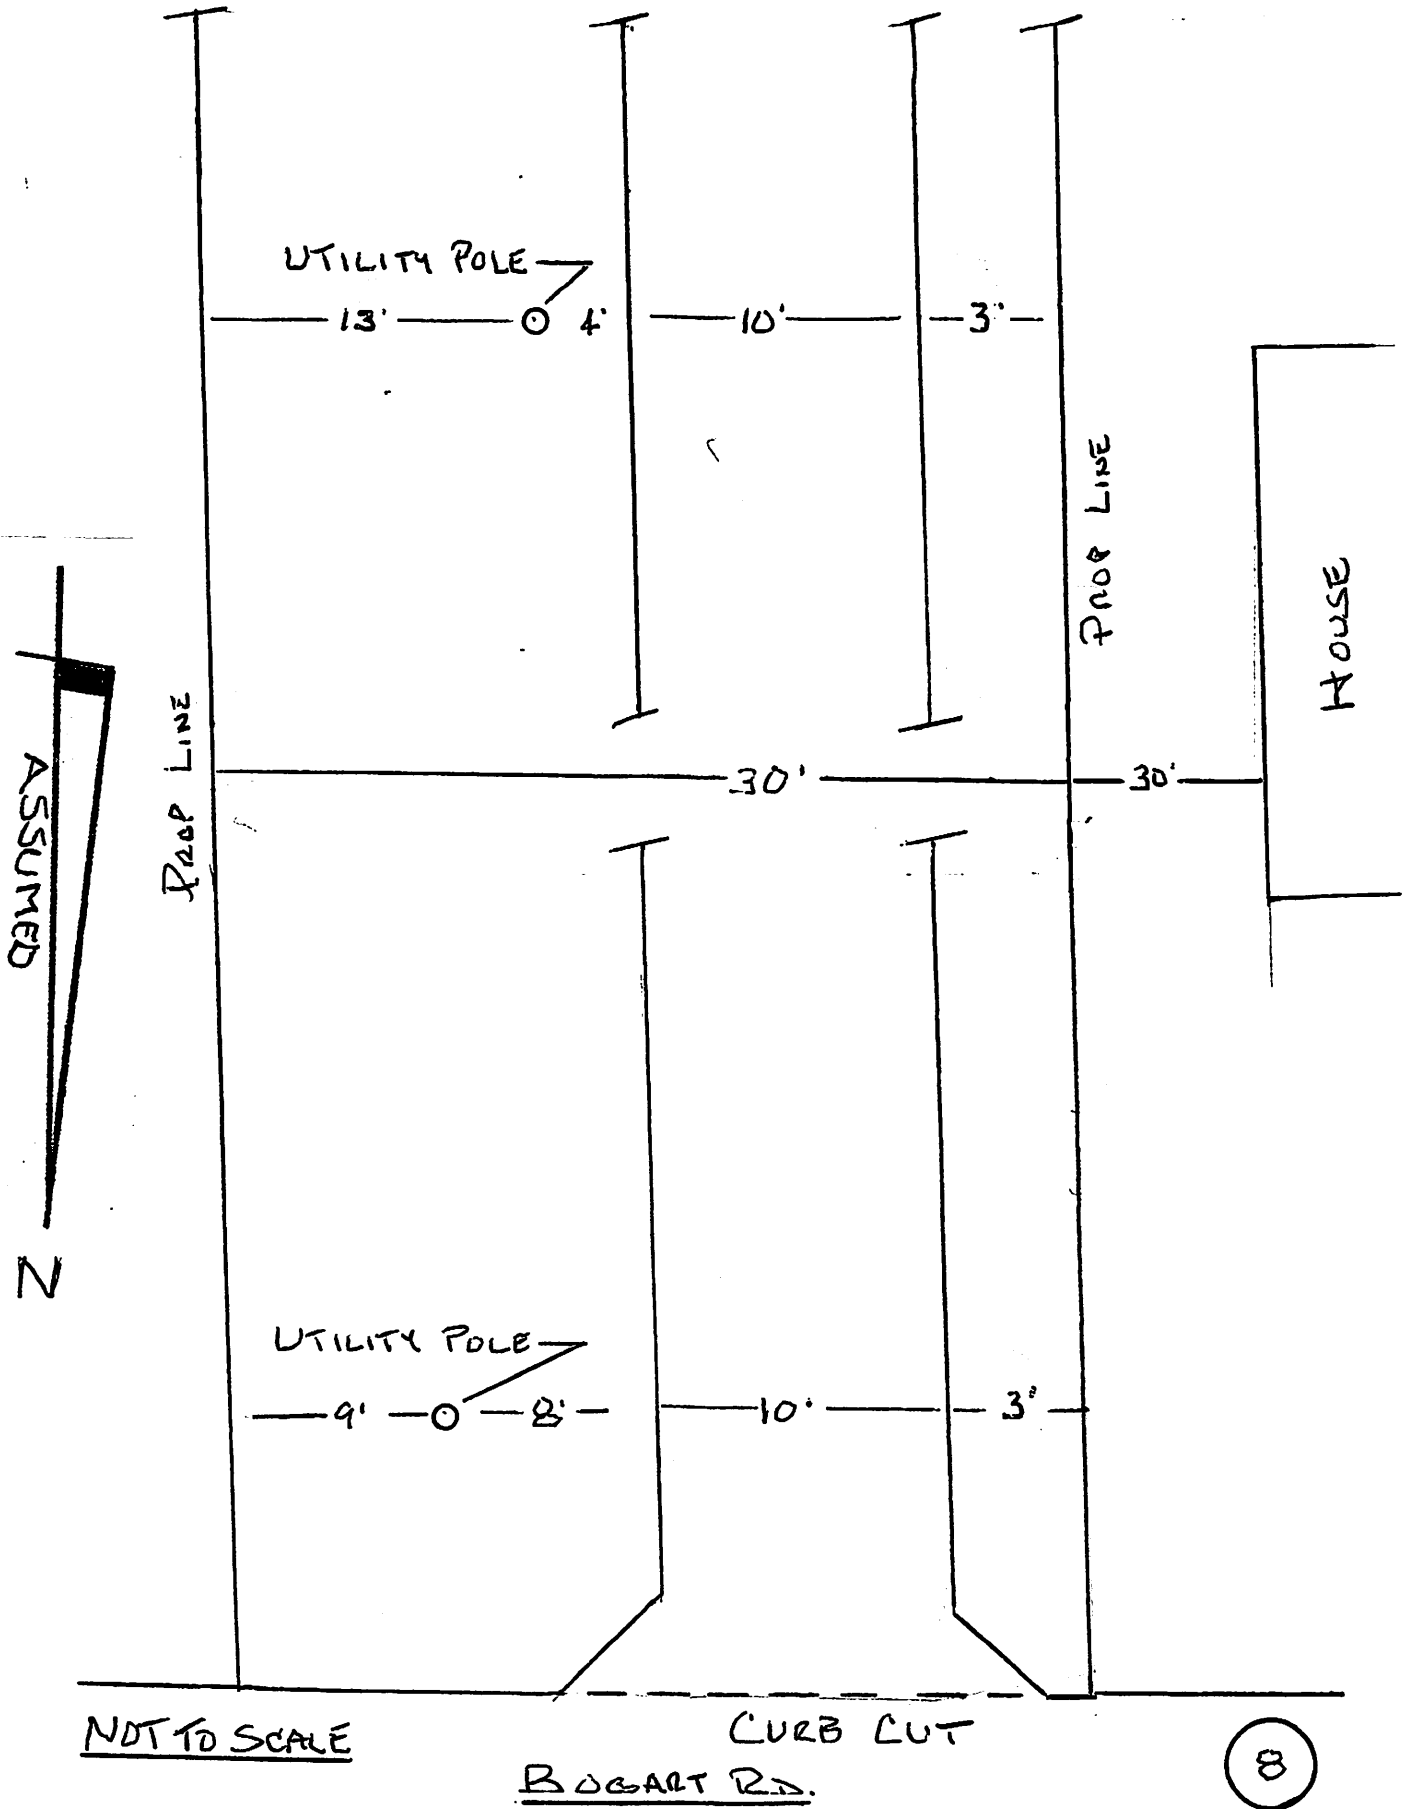 UTILITY POLE
13' 4' 10' 3'
PROP LINE
HOUSE
PROP LINE
30' 30'
ASSUMED
N
UTILITY POLE
9' 8' 10' 3'
NOT TO SCALE
CURB CUT
BOGART RD.
8